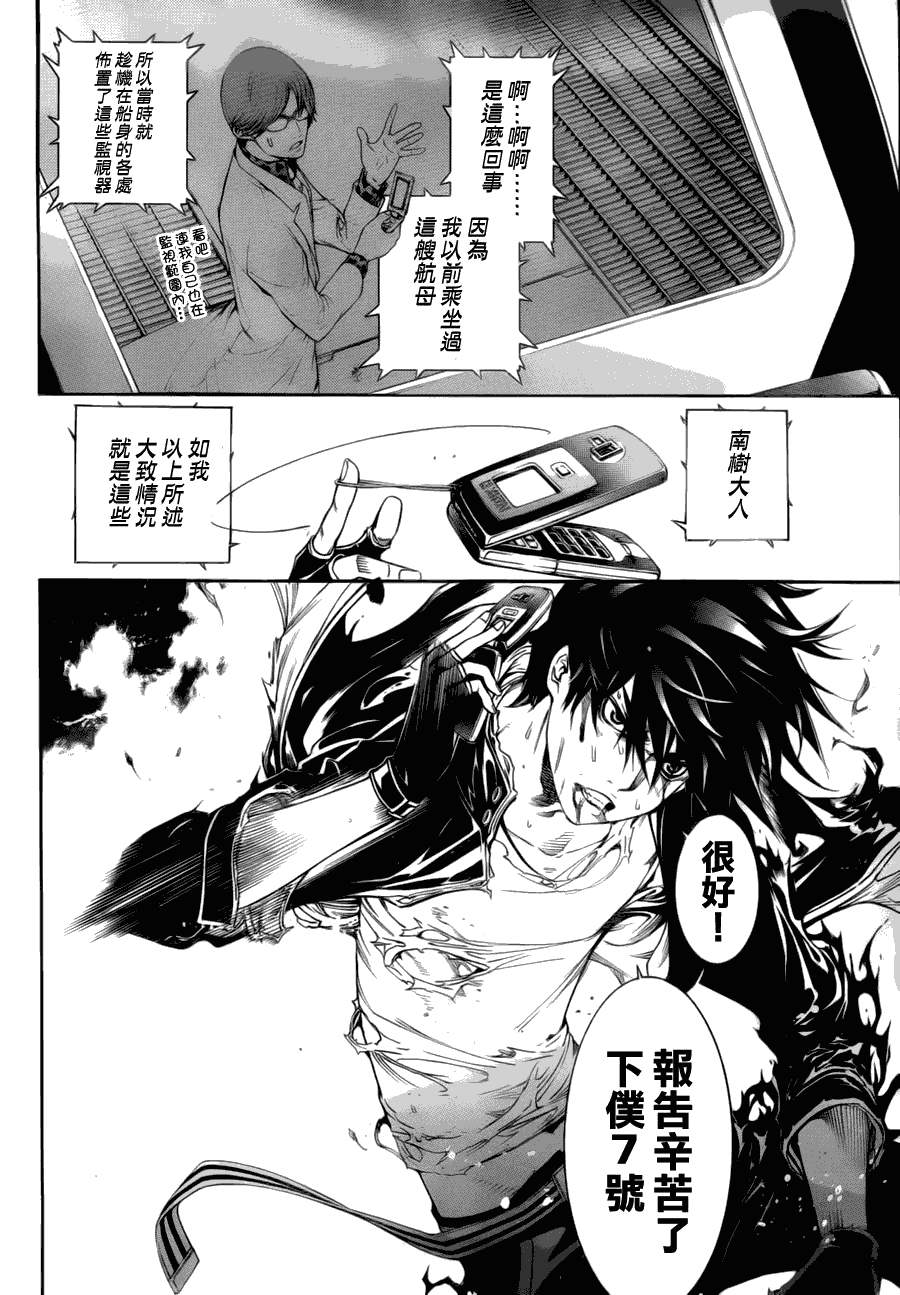 啊…啊啊……
是這麼回事
因為
我以前乘坐過
這艘航母
所以當時就
趁機在船身的各處
佈置了這些監視器
看吧
連我自己也在
監視範圍內…
南樹大人
如我
以上所述
大致情況
就是這些
很好！
報告辛苦了
下僕7號